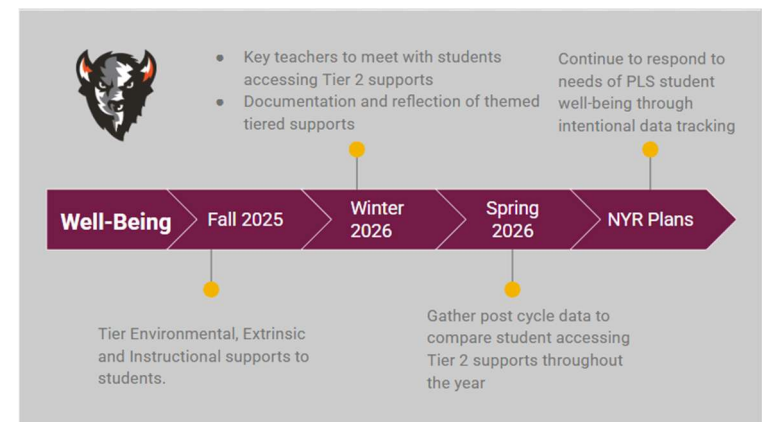 ● Key teachers to meet with students
accessing Tier 2 supports
● Documentation and reflection of themed
tiered supports
Continue to respond to
needs of PLS student
well-being through
intentional data tracking
Well-Being
Fall 2025
Winter
2026
Spring
2026
NYR Plans
Tier Environmental, Extrinsic
and Instructional supports to
students.
Gather post cycle data to
compare student accessing
Tier 2 supports throughout
the year